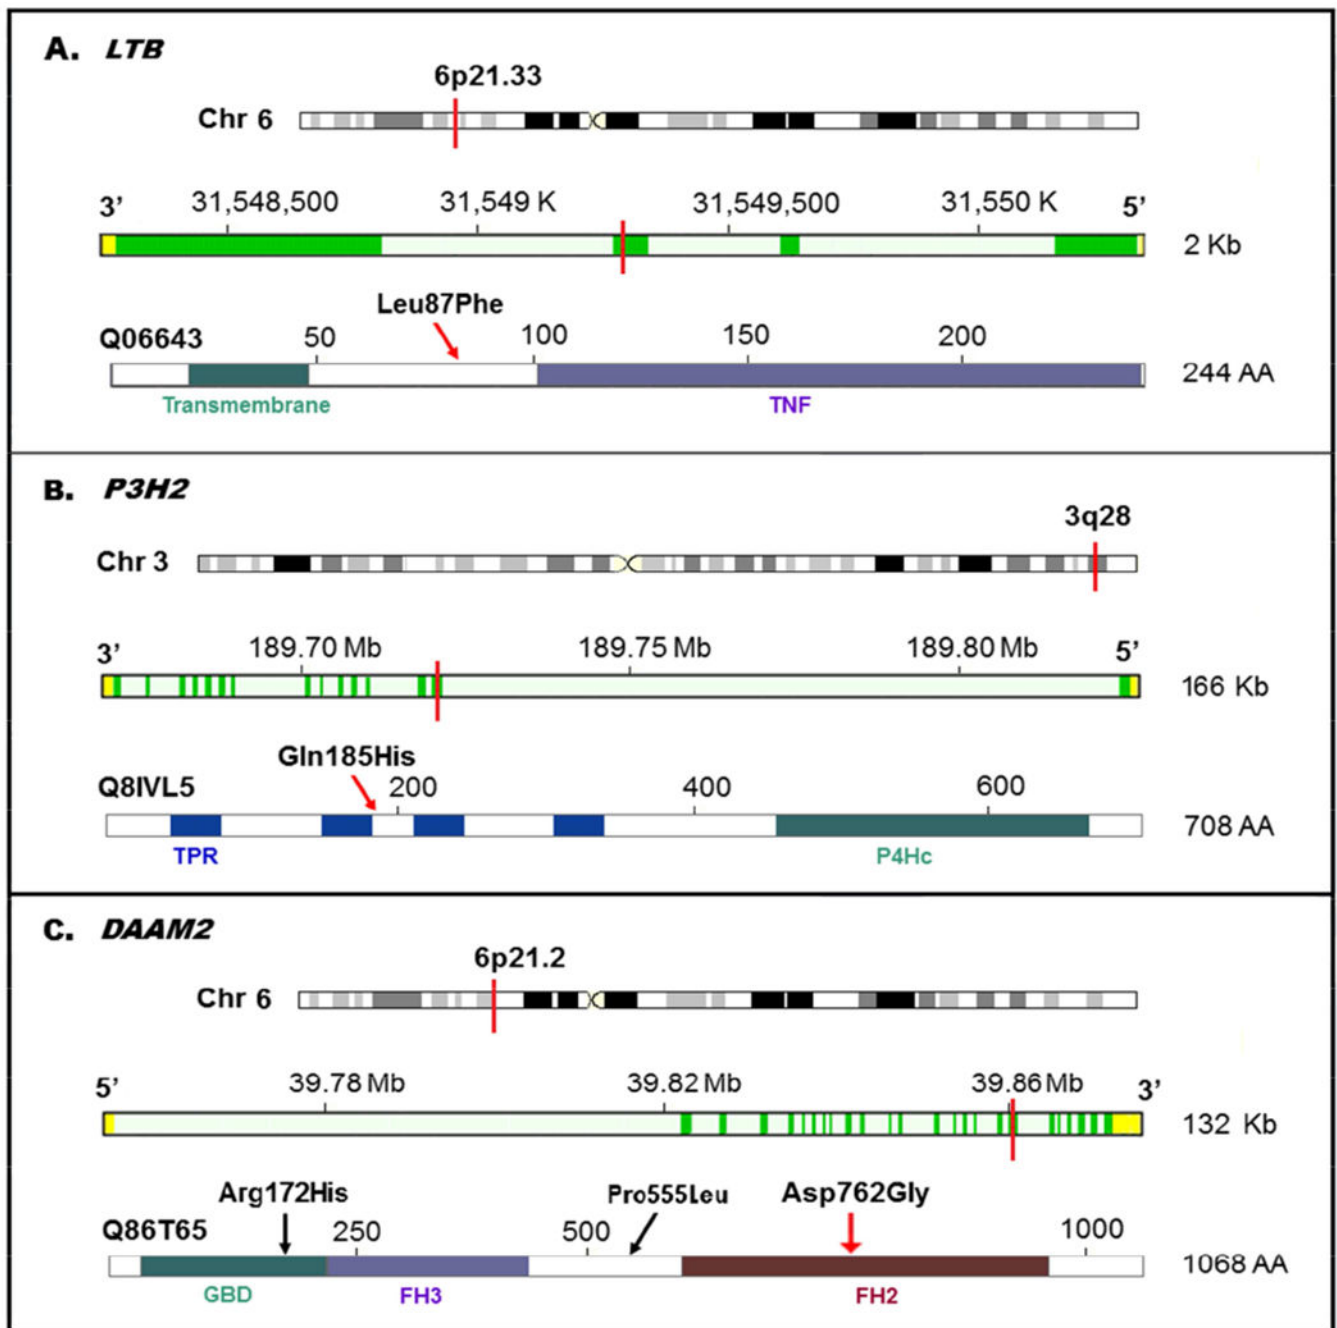 A. LTB
6p21.33
Chr 6
3’ 31,548,500 31,549 K 31,549,500 31,550 K 5’
2 Kb
Leu87Phe
Q06643 50 100 150 200
244 AA
Transmembrane TNF
B. P3H2
3q28
Chr 3
3’ 189.70 Mb 189.75 Mb 189.80 Mb 5’
166 Kb
Gln185His
Q8IVL5 200 400 600
708 AA
TPR P4Hc
C. DAAM2
6p21.2
Chr 6
5’ 39.78 Mb 39.82 Mb 39.86 Mb 3’
132 Kb
Arg172His Pro555Leu Asp762Gly
Q86T65 250 500 1000
1068 AA
GBD FH3 FH2